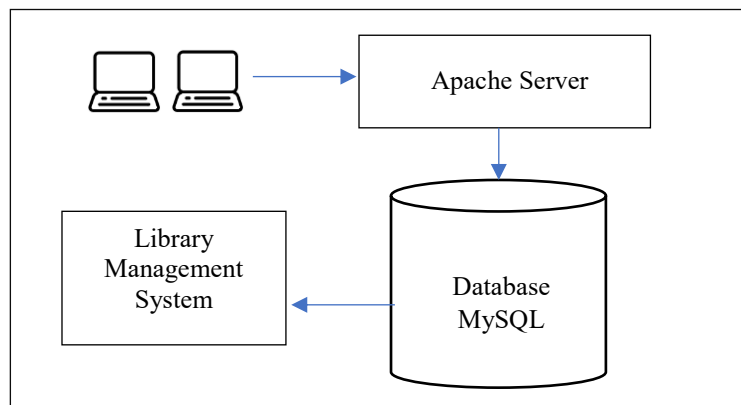 Apache Server
Library
Management
System
Database
MySQL